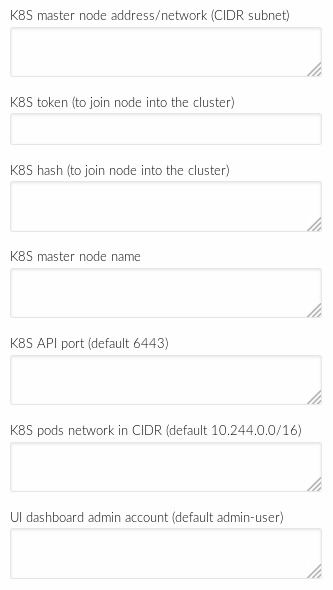 K8S master node address/network (CIDR subnet)
K8S token (to join node into the cluster)
K8S hash (to join node into the cluster)
K8S master node name
K8S API port (default 6443)
K8S pods network in CIDR (default 10.244.0.0/16)
UI dashboard admin account (default admin-user)